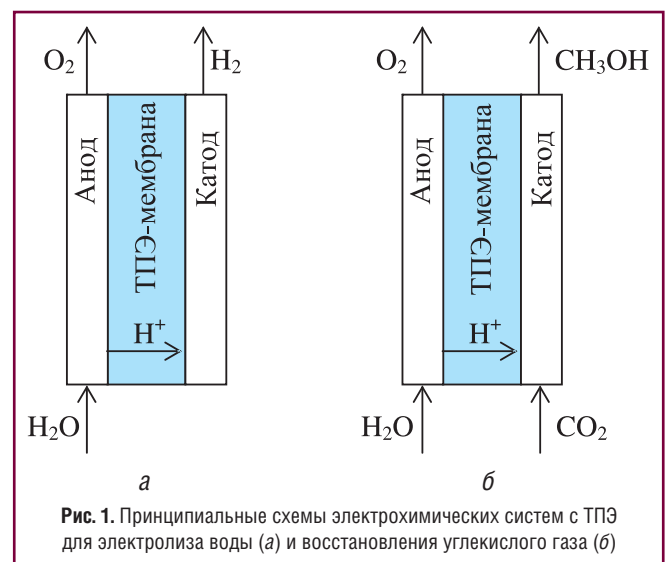 O₂ H₂ O₂ CH₃OH
Анод ТПЭ-мембрана Катод Анод ТПЭ-мембрана Катод
H⁺ H⁺
H₂O H₂O CO₂
а б
Рис. 1. Принципиальные схемы электрохимических систем с ТПЭ
для электролиза воды (а) и восстановления углекислого газа (б)